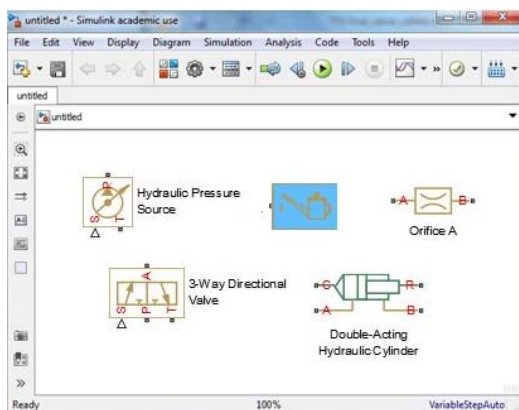 untitled * - Simulink academic use
File Edit View Display Diagram Simulation Analysis Code Tools Help
»
untitled
untitled
P
S
T
Hydraulic Pressure
Source
A
B
Orifice A
A
S
P
T
3-Way Directional
Valve
C
R
A
B
Double-Acting
Hydraulic Cylinder
»
Ready 100% VariableStepAuto